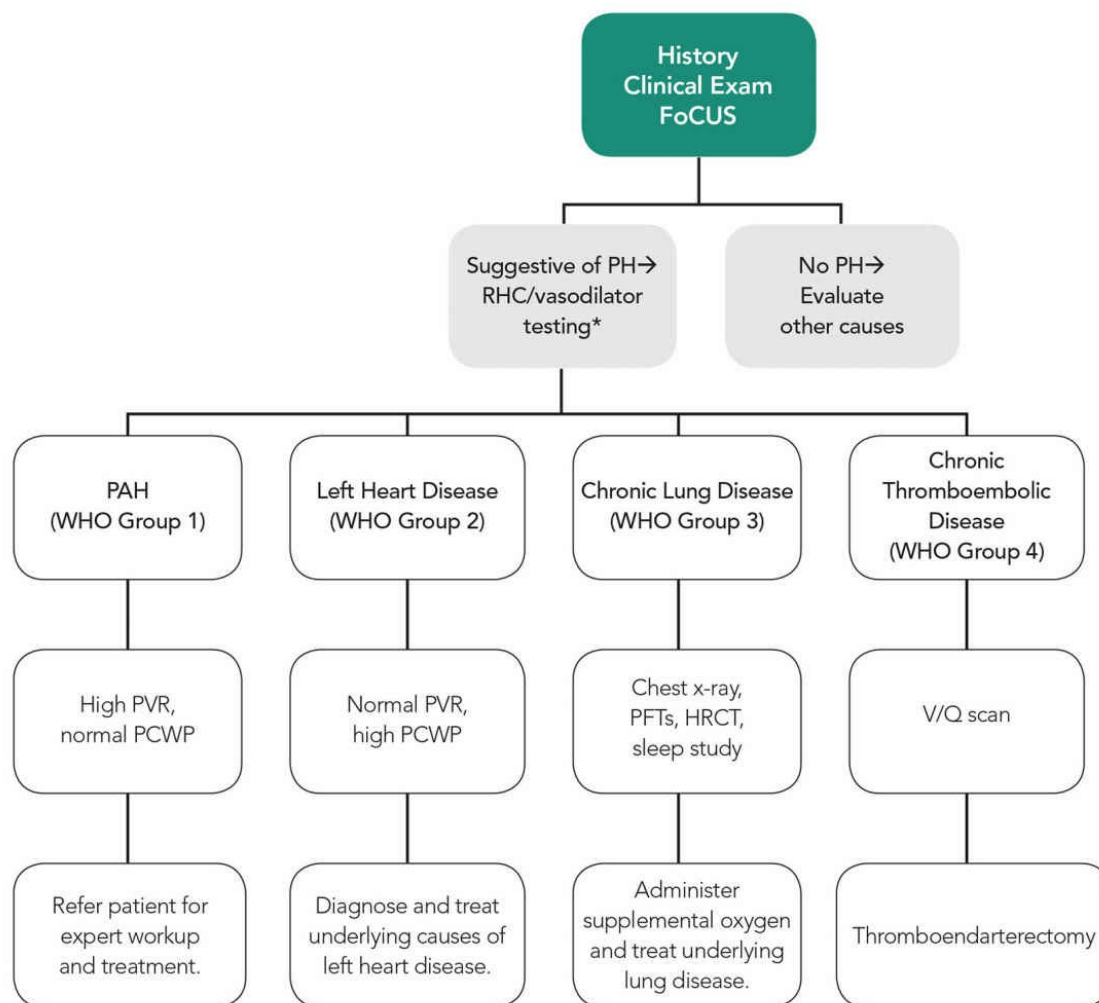 History
Clinical Exam
FoCUS
Suggestive of PH→
RHC/vasodilator
testing*
No PH→
Evaluate
other causes
PAH
(WHO Group 1)
Left Heart Disease
(WHO Group 2)
Chronic Lung Disease
(WHO Group 3)
Chronic
Thromboembolic
Disease
(WHO Group 4)
High PVR,
normal PCWP
Normal PVR,
high PCWP
Chest x-ray,
PFTs, HRCT,
sleep study
V/Q scan
Refer patient for
expert workup
and treatment.
Diagnose and treat
underlying causes of
left heart disease.
Administer
supplemental oxygen
and treat underlying
lung disease.
Thromboendarterectomy